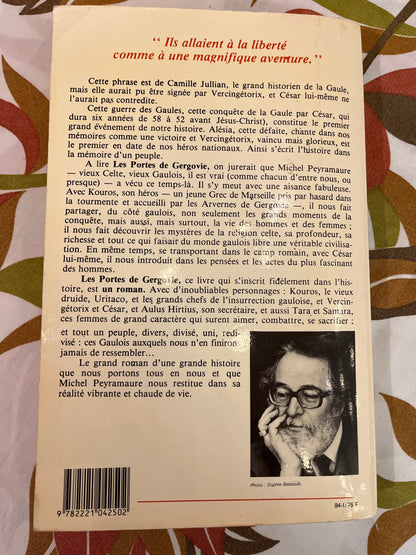 “ Ils allaient à la liberté
comme à une magnifique aventure. ”
Cette phrase est de Camille Jullian, le grand historien de la Gaule,
mais elle aurait pu être signée par Vercingétorix, et César lui-même ne
l'aurait pas contredite.
Cette guerre des Gaules, cette conquête de la Gaule par César, qui
dura six années de 58 à 52 avant Jésus-Christ), constitue le premier
grand événement de notre histoire. Alésia, cette défaite, chante dans nos
mémoires comme une victoire et Vercingétorix, vaincu mais glorieux, est
le premier en date de nos héros nationaux. Ainsi s'écrit l'histoire dans
la mémoire d'un peuple.
A lire Les Portes de Gergovie, on jurerait que Michel Peyramaure
— vieux Celte, vieux Gaulois, il est vrai (comme chacun d'entre nous, ou
presque) — a vécu ce temps-là. Il s'y meut avec une aisance fabuleuse.
Avec Kouros, son héros — un jeune Grec de Marseille pris par hasard dans
la tourmente et accueilli par les Arvernes de Gergovie —, il nous fait
partager, du côté gaulois, non seulement les grands moments de la
conquête, mais aussi, mais surtout, la vie des hommes et des femmes ;
il nous fait découvrir les mystères de la religion celte, sa profondeur, sa
richesse et tout ce qui faisait du monde gaulois libre une véritable civilisa-
tion. En même temps, se transportant dans le camp romain, avec César
lui-même, il nous introduit dans les pensées et les actes du plus fascinant
des hommes.
Les Portes de Gergovie, ce livre qui s'inscrit fidèlement dans l'his-
toire, est un roman. Avec d'inoubliables personnages : Kouros, le vieux
druide, Uritaco, et les grands chefs de l'insurrection gauloise, et Vercin-
gétorix et César, et Aulus Hirtius, son secrétaire, et aussi Tara et Samara,
ces femmes de grand caractère qui surent aimer, combattre, se sacrifier ;
et tout un peuple, divers, divisé, uni, redi-
visé : ces Gaulois auxquels nous n'en finirons
jamais de ressembler...
Le grand roman d'une grande histoire
que nous portons tous en nous et que
Michel Peyramaure nous restitue dans sa
réalité vibrante et chaude de vie.
Photo : Sophie Bassouls
9 782221 042502
84-I/75 F